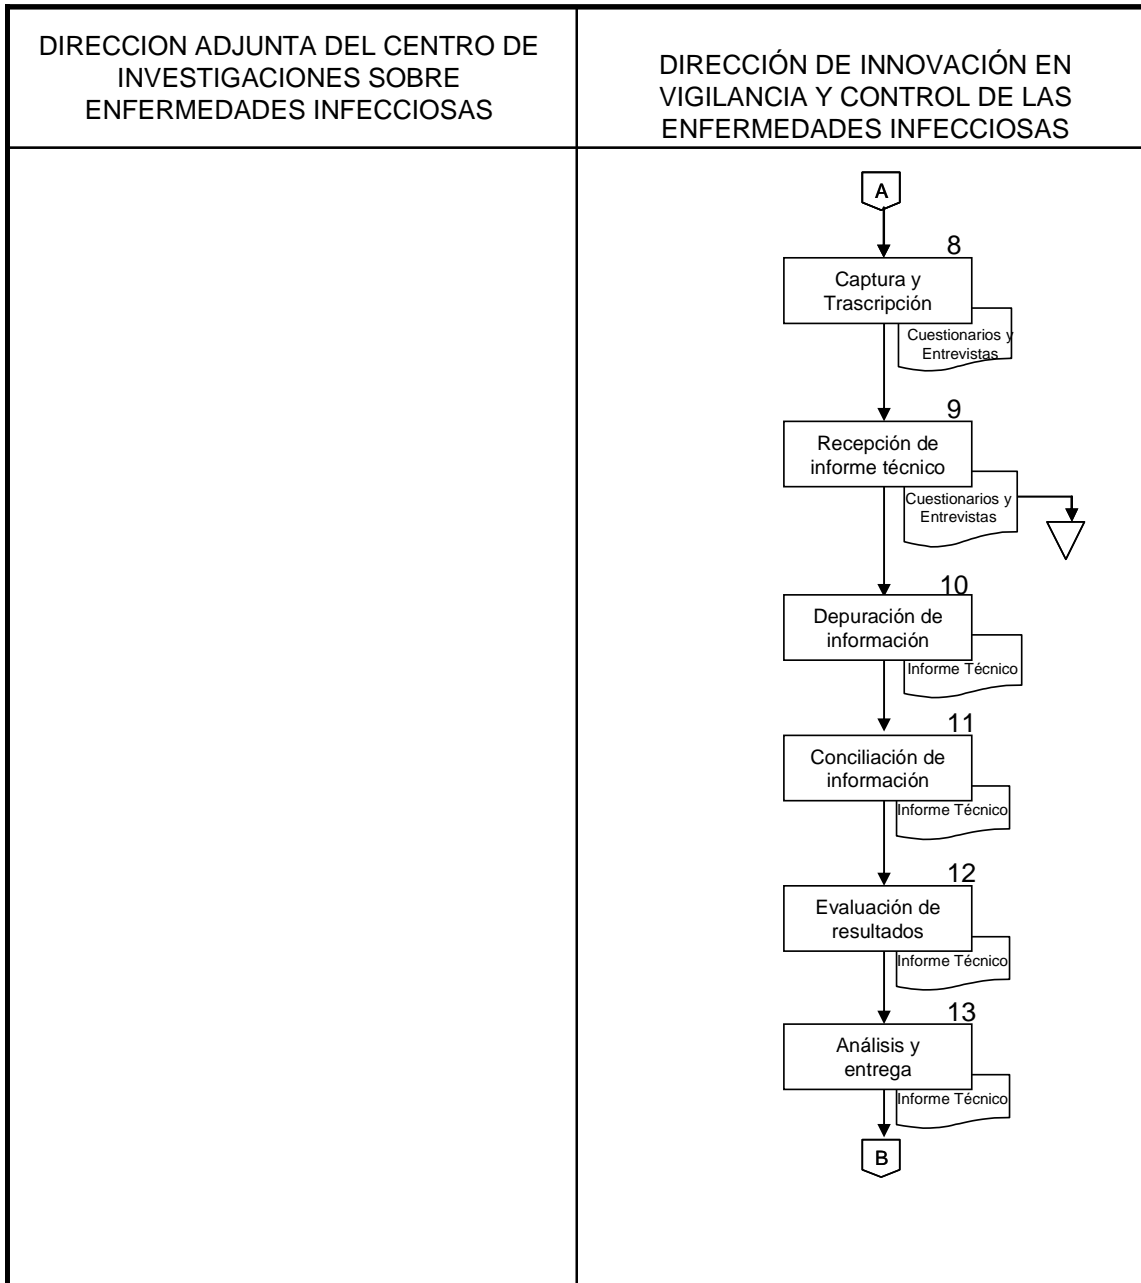 DIRECCION ADJUNTA DEL CENTRO DE
INVESTIGACIONES SOBRE
ENFERMEDADES INFECCIOSAS
DIRECCIÓN DE INNOVACIÓN EN
VIGILANCIA Y CONTROL DE LAS
ENFERMEDADES INFECCIOSAS
A
8
Captura y
Trascripción
Cuestionarios y
Entrevistas
9
Recepción de
informe técnico
Cuestionarios y
Entrevistas
10
Depuración de
información
Informe Técnico
11
Conciliación de
información
Informe Técnico
12
Evaluación de
resultados
Informe Técnico
13
Análisis y
entrega
Informe Técnico
B